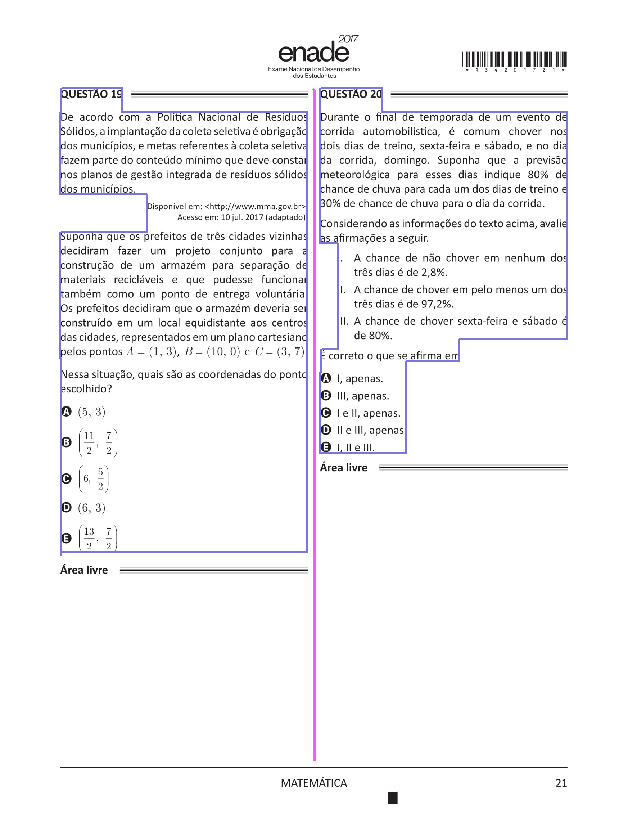 enade 2017
Exame Nacional de Desempenho
dos Estudantes
*R3420172 1*
QUESTÃO 19
De acordo com a Política Nacional de Resíduos
Sólidos, a implantação da coleta seletiva é obrigação
dos municípios, e metas referentes à coleta seletiva
fazem parte do conteúdo mínimo que deve constar
nos planos de gestão integrada de resíduos sólidos
dos municípios.
Disponível em: <http://www.mma.gov.br>
Acesso em: 10 jul. 2017 (adaptado)
Suponha que os prefeitos de três cidades vizinhas
decidiram fazer um projeto conjunto para a
construção de um armazém para separação de
materiais recicláveis e que pudesse funcionar
também como um ponto de entrega voluntária
Os prefeitos decidiram que o armazém deveria ser
construído em um local equidistante aos centros
das cidades, representados em um plano cartesiano
pelos pontos A = (1, 3), B = (10, 0) e C = (3, 7)
Nessa situação, quais são as coordenadas do ponto
escolhido?
A (5, 3)
B (11/2, 7/2)
C (6, 5/2)
D (6, 3)
E (13/2, 7/2)
Área livre
QUESTÃO 20
Durante o final de temporada de um evento de
corrida automobilística, é comum chover nos
dois dias de treino, sexta-feira e sábado, e no dia
da corrida, domingo. Suponha que a previsão
meteorológica para esses dias indique 80% de
chance de chuva para cada um dos dias de treino e
30% de chance de chuva para o dia da corrida.
Considerando as informações do texto acima, avalie
as afirmações a seguir.
I. A chance de não chover em nenhum dos
três dias é de 2,8%.
II. A chance de chover em pelo menos um dos
três dias é de 97,2%.
III. A chance de chover sexta-feira e sábado é
de 80%.
É correto o que se afirma em
A I, apenas.
B III, apenas.
C I e II, apenas.
D II e III, apenas
E I, II e III.
Área livre
MATEMÁTICA
21